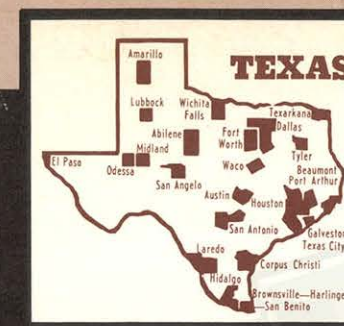 TEXAS
Amarillo
Lubbock
Wichita
Falls
Texarkana
Dallas
Abilene
Fort
Worth
Midland
El Paso
Odessa
San Angelo
Waco
Tyler
Beaumont
Port Arthur
Austin
Houston
San Antonio
Galveston
Texas City
Laredo
Corpus Christi
Hidalgo
Brownsville—Harlinge
—San Benito